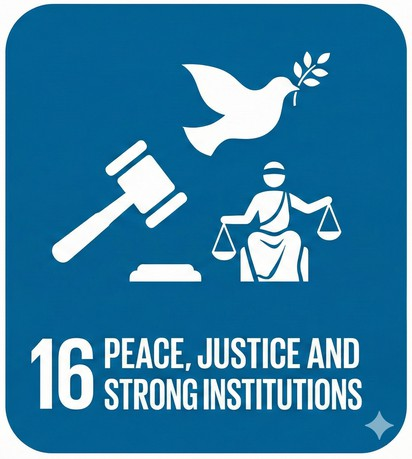 16 PEACE, JUSTICE AND
STRONG INSTITUTIONS